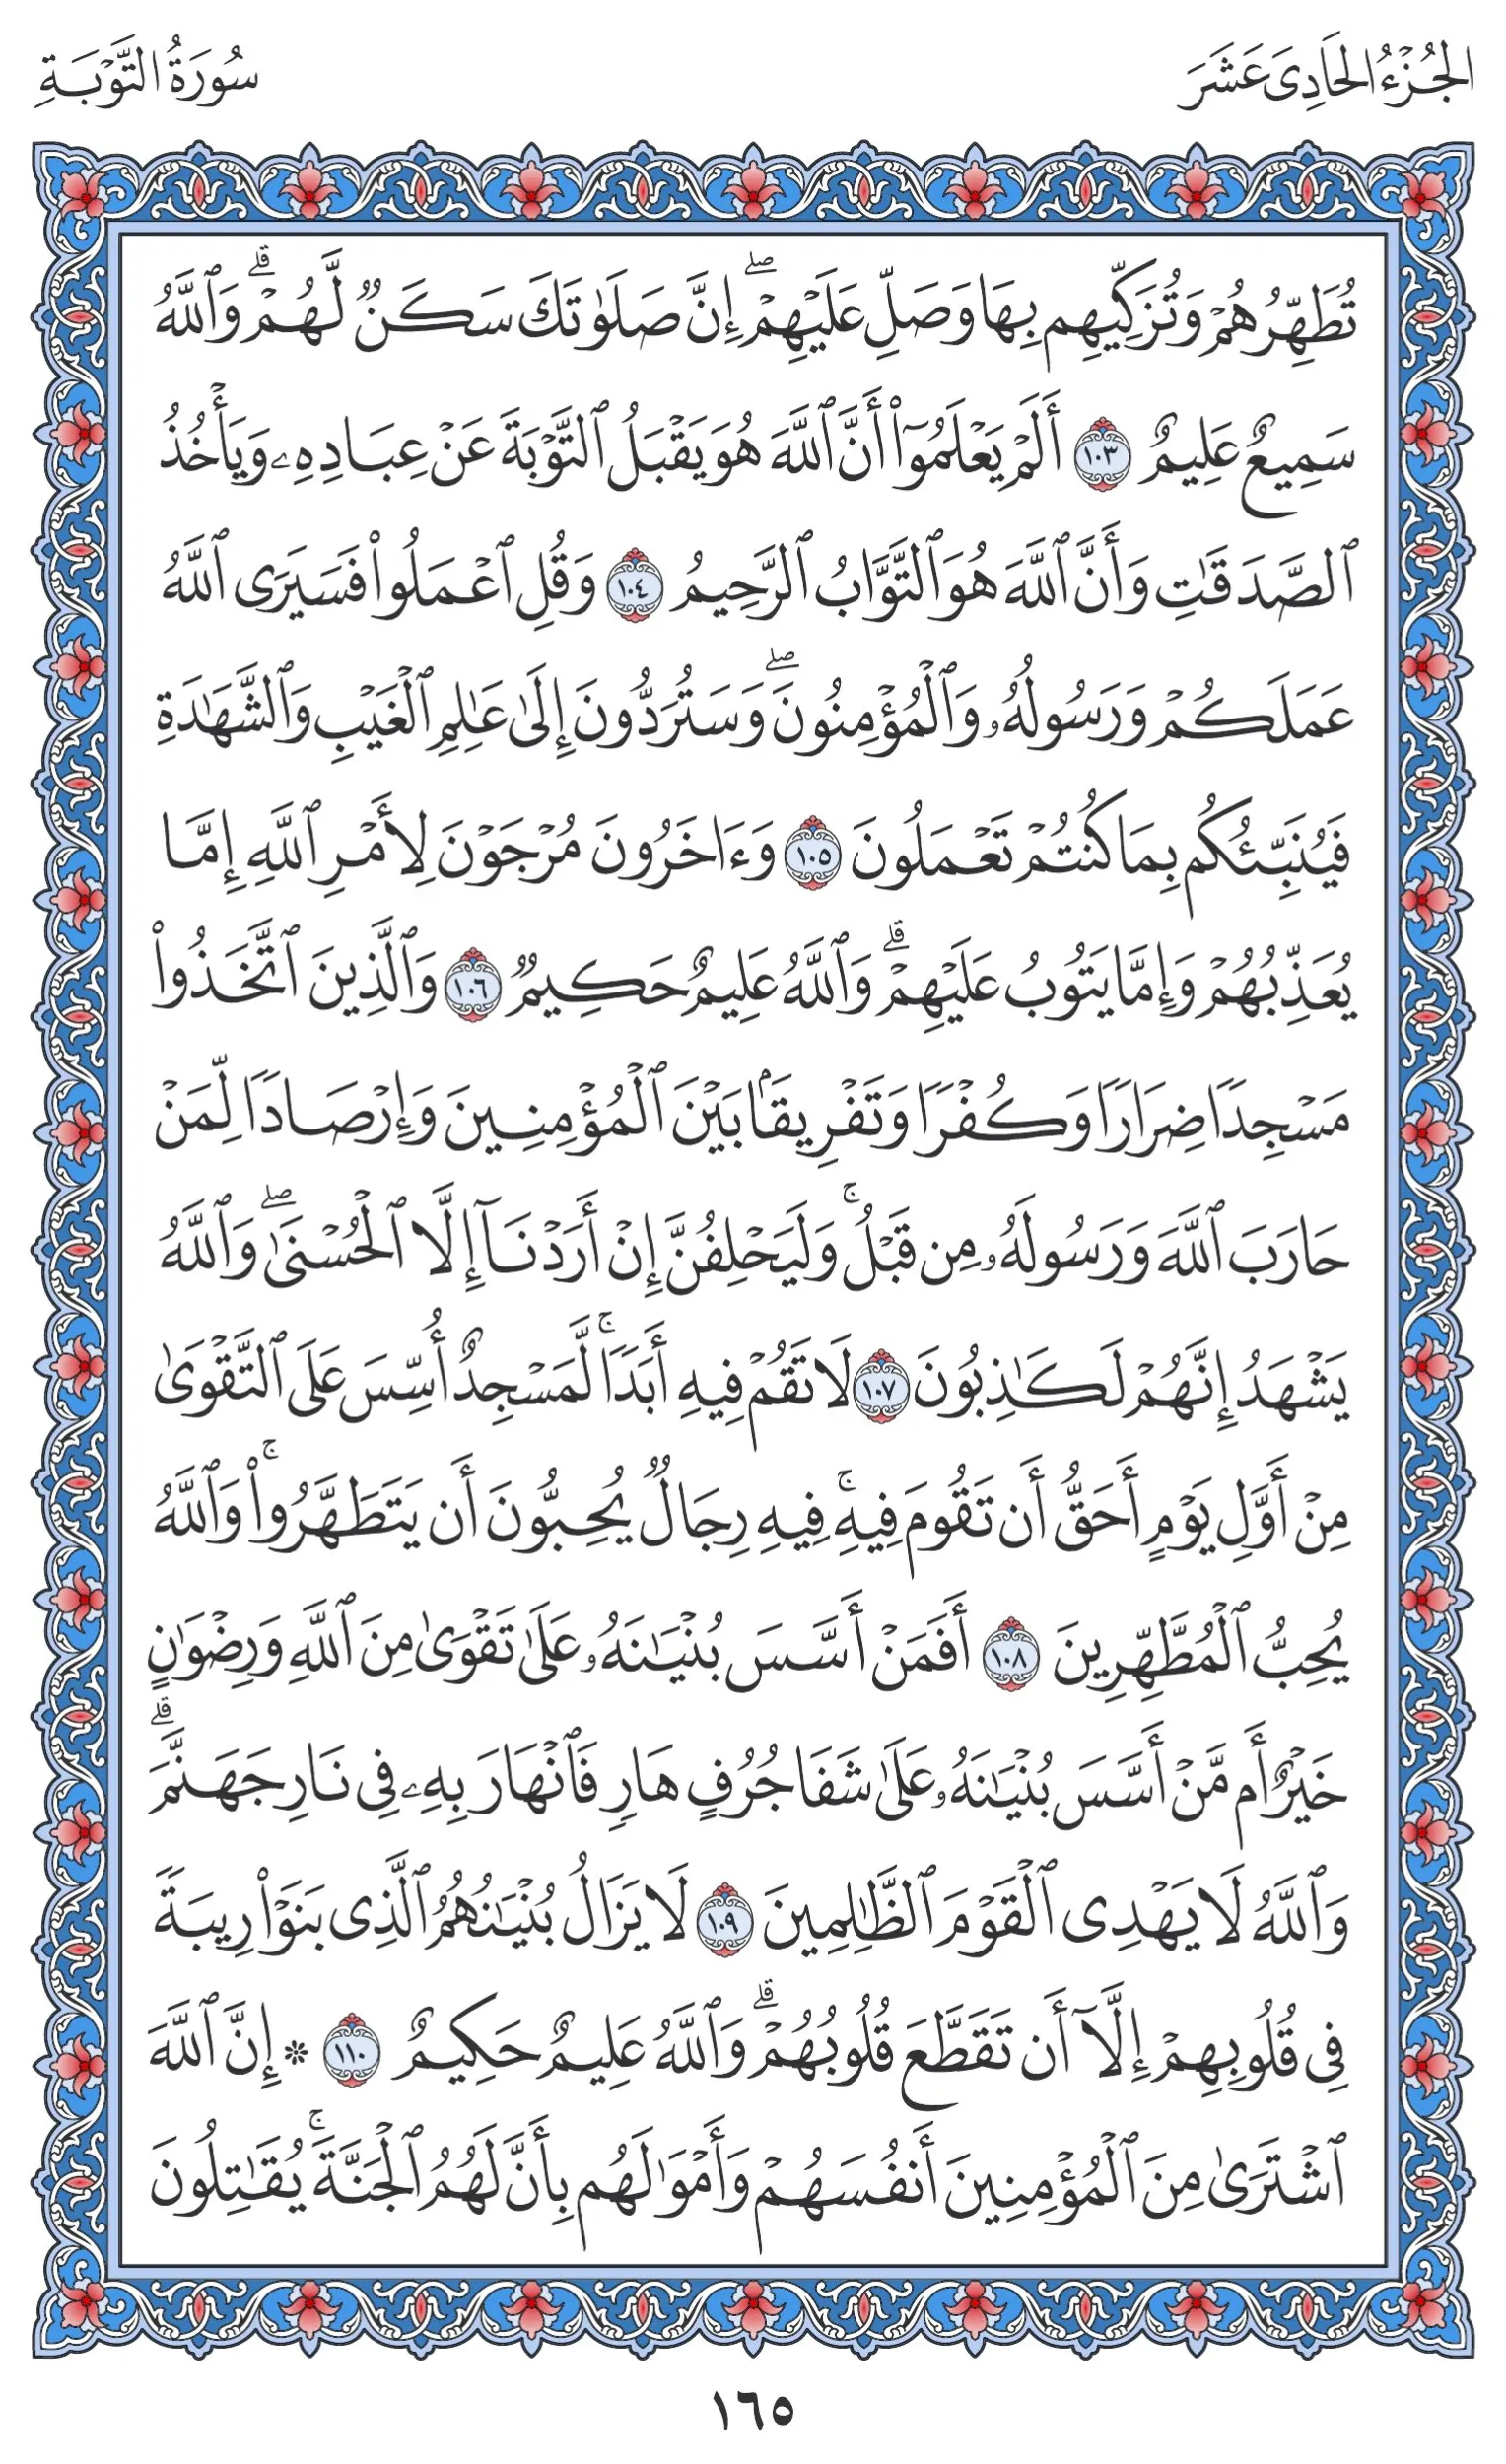 الجُزْءُ الحَادِيَ عَشَرَ
سُورَةُ التَّوْبَةِ
تُطَهِّرُهُمْ وَتُزَكِّيهِم بِهَا وَصَلِّ عَلَيْهِمْۖ إِنَّ صَلَوٰتَكَ سَكَنٌ لَّهُمْۗ وَٱللَّهُ
سَمِيعٌ عَلِيمٌ ١٠٣ أَلَمْ يَعْلَمُوٓا۟ أَنَّ ٱللَّهَ هُوَ يَقْبَلُ ٱلتَّوْبَةَ عَنْ عِبَادِهِۦ وَيَأْخُذُ
ٱلصَّدَقَٰتِ وَأَنَّ ٱللَّهَ هُوَ ٱلتَّوَّابُ ٱلرَّحِيمُ ١٠٤ وَقُلِ ٱعْمَلُوا۟ فَسَيَرَى ٱللَّهُ
عَمَلَكُمْ وَرَسُولُهُۥ وَٱلْمُؤْمِنُونَۖ وَسَتُرَدُّونَ إِلَىٰ عَٰلِمِ ٱلْغَيْبِ وَٱلشَّهَٰدَةِ
فَيُنَبِّئُكُم بِمَا كُنتُمْ تَعْمَلُونَ ١٠٥ وَءَاخَرُونَ مُرْجَوْنَ لِأَمْرِ ٱللَّهِ إِمَّا
يُعَذِّبُهُمْ وَإِمَّا يَتُوبُ عَلَيْهِمْۗ وَٱللَّهُ عَلِيمٌ حَكِيمٌ ١٠٦ وَٱلَّذِينَ ٱتَّخَذُوا۟
مَسْجِدًا ضِرَارًا وَكُفْرًا وَتَفْرِيقًۢا بَيْنَ ٱلْمُؤْمِنِينَ وَإِرْصَادًا لِّمَنْ
حَارَبَ ٱللَّهَ وَرَسُولَهُۥ مِن قَبْلُۚ وَلَيَحْلِفُنَّ إِنْ أَرَدْنَآ إِلَّا ٱلْحُسْنَىٰۖ وَٱللَّهُ
يَشْهَدُ إِنَّهُمْ لَكَٰذِبُونَ ١٠٧ لَا تَقُمْ فِيهِ أَبَدًاۚ لَّمَسْجِدٌ أُسِّسَ عَلَى ٱلتَّقْوَىٰ
مِنْ أَوَّلِ يَوْمٍ أَحَقُّ أَن تَقُومَ فِيهِۚ فِيهِ رِجَالٌ يُحِبُّونَ أَن يَتَطَهَّرُوا۟ۚ وَٱللَّهُ
يُحِبُّ ٱلْمُطَّهِّرِينَ ١٠٨ أَفَمَنْ أَسَّسَ بُنْيَٰنَهُۥ عَلَىٰ تَقْوَىٰ مِنَ ٱللَّهِ وَرِضْوَٰنٍ
خَيْرٌ أَم مَّنْ أَسَّسَ بُنْيَٰنَهُۥ عَلَىٰ شَفَا جُرُفٍ هَارٍ فَٱنْهَارَ بِهِۦ فِى نَارِ جَهَنَّمَۗ
وَٱللَّهُ لَا يَهْدِى ٱلْقَوْمَ ٱلظَّٰلِمِينَ ١٠٩ لَا يَزَالُ بُنْيَٰنُهُمُ ٱلَّذِى بَنَوْا۟ رِيبَةً
فِى قُلُوبِهِمْ إِلَّآ أَن تَقَطَّعَ قُلُوبُهُمْۗ وَٱللَّهُ عَلِيمٌ حَكِيمٌ ١١٠ * إِنَّ ٱللَّهَ
ٱشْتَرَىٰ مِنَ ٱلْمُؤْمِنِينَ أَنفُسَهُمْ وَأَمْوَٰلَهُم بِأَنَّ لَهُمُ ٱلْجَنَّةَۚ يُقَٰتِلُونَ
١٦٥